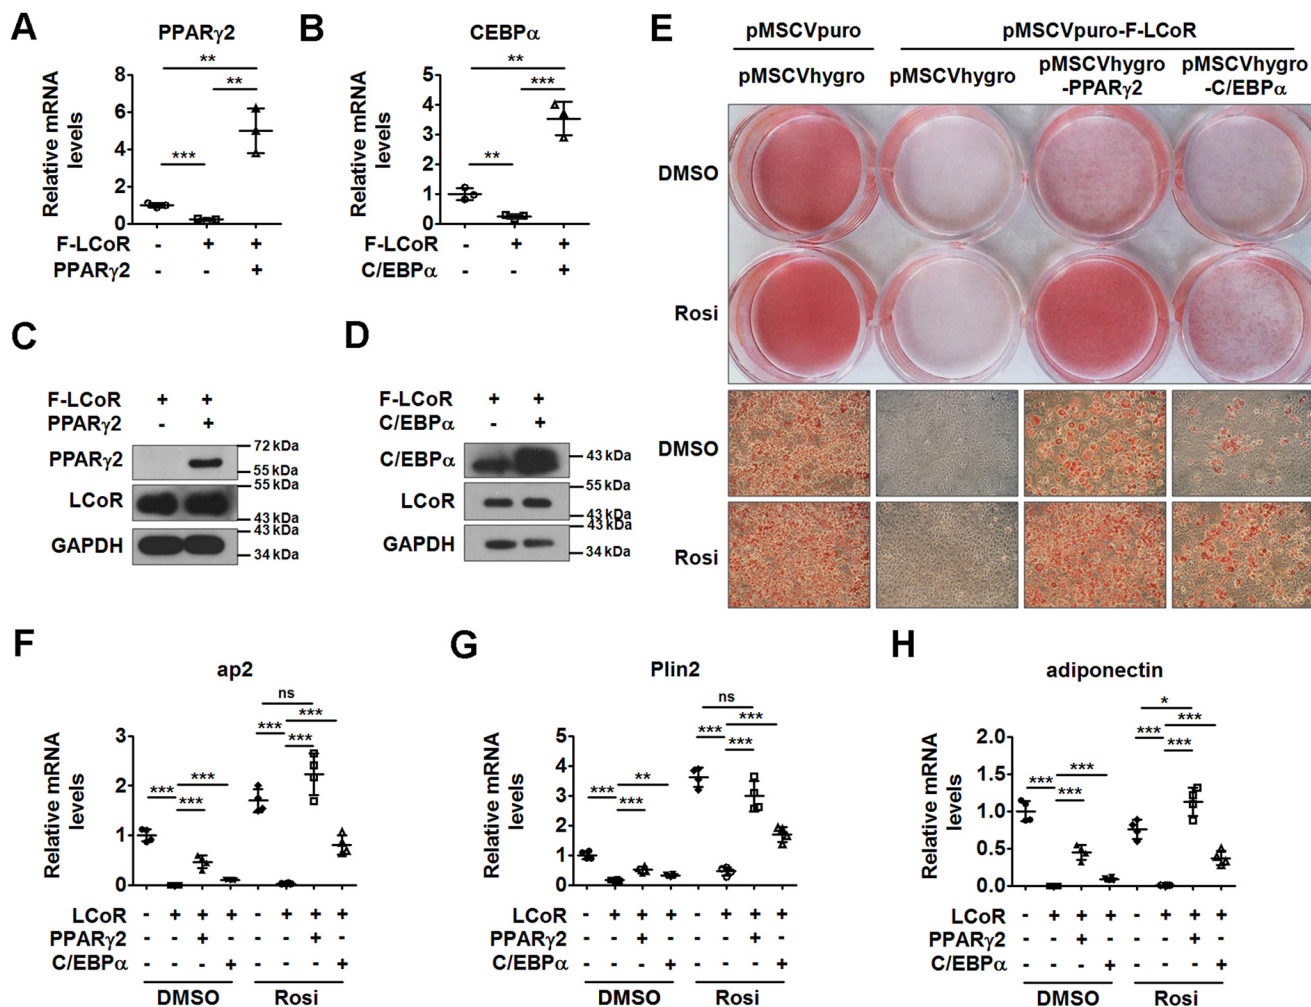 A
PPARγ2
Relative mRNA
levels
8
6
4
2
0
**
**
***
F-LCoR - + +
PPARγ2 - - +
B
CEBPα
Relative mRNA
levels
5
4
3
2
1
0
**
***
**
F-LCoR - + +
C/EBPα - - +
C
F-LCoR + +
PPARγ2 - +
PPARγ2
72 kDa
55 kDa
LCoR
55 kDa
43 kDa
GAPDH
43 kDa
34 kDa
D
F-LCoR + +
C/EBPα - +
C/EBPα
43 kDa
LCoR
55 kDa
43 kDa
GAPDH
43 kDa
34 kDa
E
pMSCVpuro
pMSCVpuro-F-LCoR
pMSCVhygro
pMSCVhygro
pMSCVhygro
-PPARγ2
pMSCVhygro
-C/EBPα
DMSO
Rosi
DMSO
Rosi
F
ap2
Relative mRNA
levels
3
2
1
0
***
***
***
ns
***
***
***
LCoR - + + + - + + +
PPARγ2 - - + - - - + -
C/EBPα - - - + - - - +
DMSO Rosi
G
Plin2
Relative mRNA
levels
5
4
3
2
1
0
***
**
***
ns
***
***
***
LCoR - + + + - + + +
PPARγ2 - - + - - - + -
C/EBPα - - - + - - - +
DMSO Rosi
H
adiponectin
Relative mRNA
levels
2.0
1.5
1.0
0.5
0.0
***
***
***
*
***
***
***
LCoR - + + + - + + +
PPARγ2 - - + - - - + -
C/EBPα - - - + - - - +
DMSO Rosi